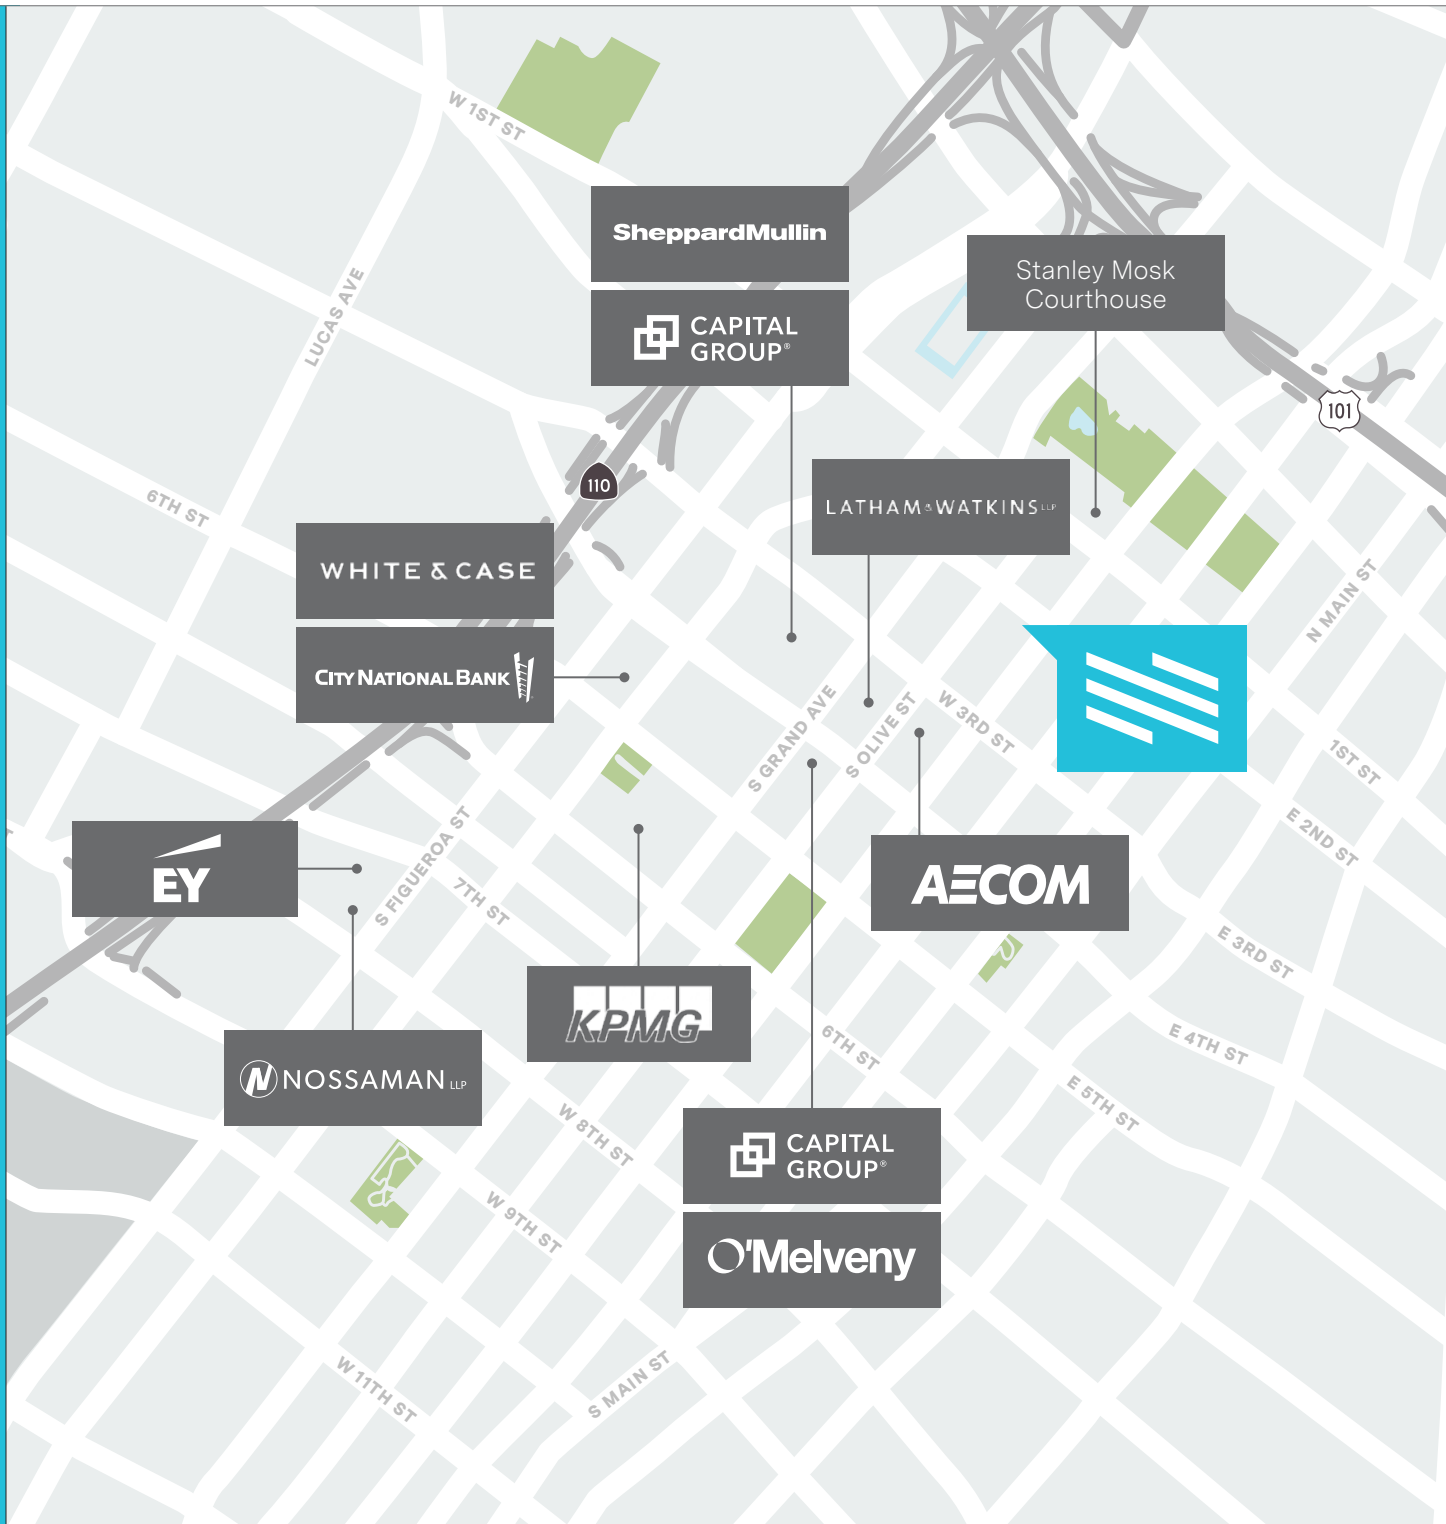 W 1ST ST
SheppardMullin
CAPITAL
GROUP®
Stanley Mosk
Courthouse
LUCAS AVE
101
110
6TH ST
LATHAM & WATKINS LLP
WHITE & CASE
CITY NATIONAL BANK
N MAIN ST
S GRAND AVE
S OLIVE ST
W 3RD ST
1ST ST
E 2ND ST
EY
S FIGUEROA ST
7TH ST
AECOM
E 3RD ST
KPMG
6TH ST
E 4TH ST
E 5TH ST
N NOSSAMAN LLP
W 8TH ST
CAPITAL
GROUP®
W 9TH ST
O'Melveny
S MAIN ST
W 11TH ST